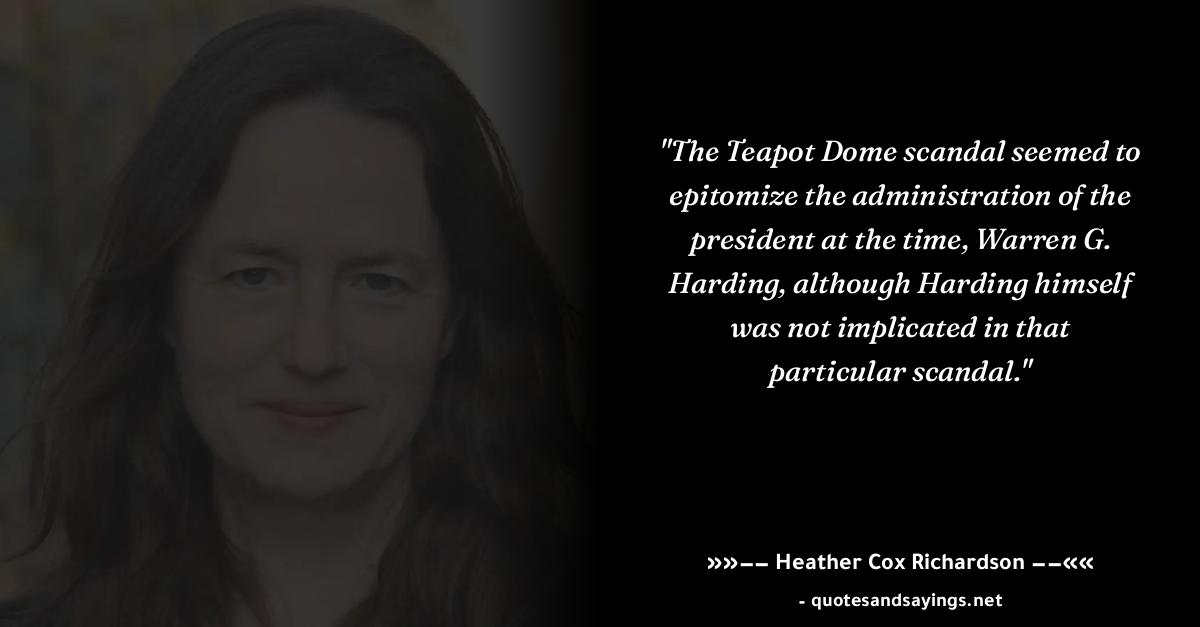 "The Teapot Dome scandal seemed to
epitomize the administration of the
president at the time, Warren G.
Harding, although Harding himself
was not implicated in that
particular scandal."
»»−− Heather Cox Richardson −−««
- quotesandsayings.net